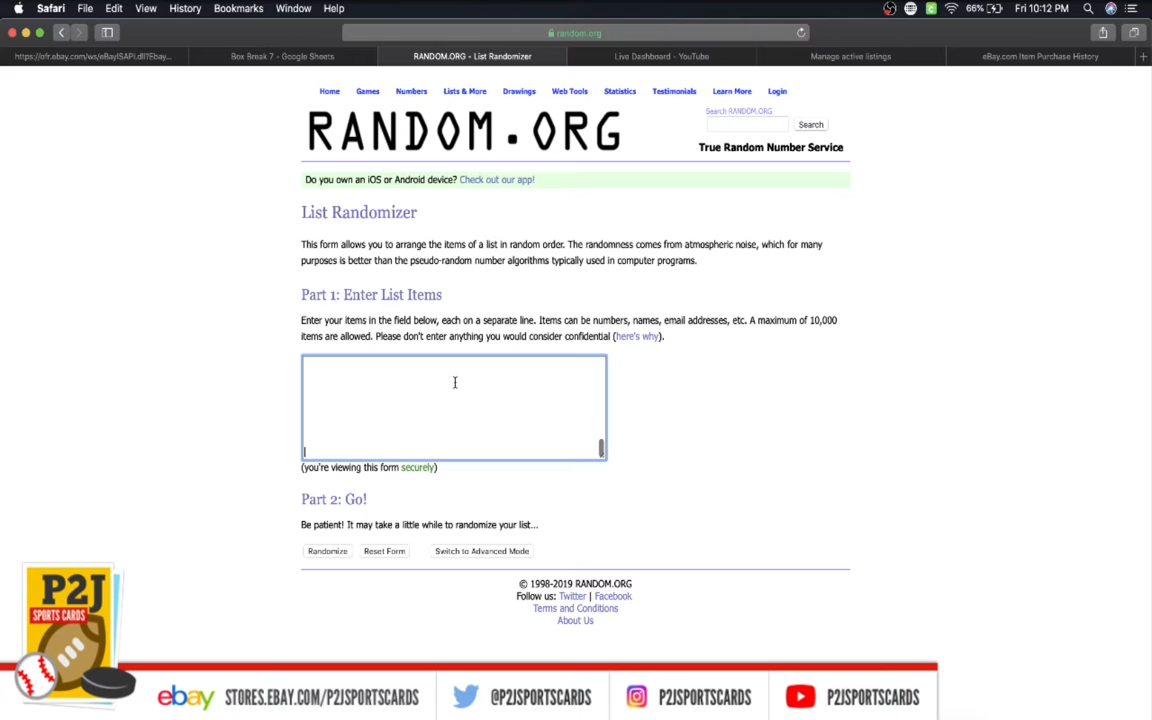 Safari File Edit View History Bookmarks Window Help 66% Fri 10:12 PM
random.org
https://ofr.ebay.com/ws/eBayISAPI.dll?Ebay... Box Break 7 - Google Sheets RANDOM.ORG - List Randomizer Live Dashboard - YouTube Manage active listings eBay.com Item Purchase History
Home Games Numbers Lists & More Drawings Web Tools Statistics Testimonials Learn More Login
Search RANDOM.ORG
Search
RANDOM.ORG
True Random Number Service
Do you own an iOS or Android device? Check out our app!
List Randomizer
This form allows you to arrange the items of a list in random order. The randomness comes from atmospheric noise, which for many
purposes is better than the pseudo-random number algorithms typically used in computer programs.
Part 1: Enter List Items
Enter your items in the field below, each on a separate line. Items can be numbers, names, email addresses, etc. A maximum of 10,000
items are allowed. Please don't enter anything you would consider confidential (here's why).
(you're viewing this form securely)
Part 2: Go!
Be patient! It may take a little while to randomize your list...
Randomize Reset Form Switch to Advanced Mode
© 1998-2019 RANDOM.ORG
Follow us: Twitter | Facebook
Terms and Conditions
About Us
P2J
SPORTS CARDS
ebay STORES.EBAY.COM/P2JSPORTSCARDS @P2JSPORTSCARDS P2JSPORTSCARDS P2JSPORTSCARDS